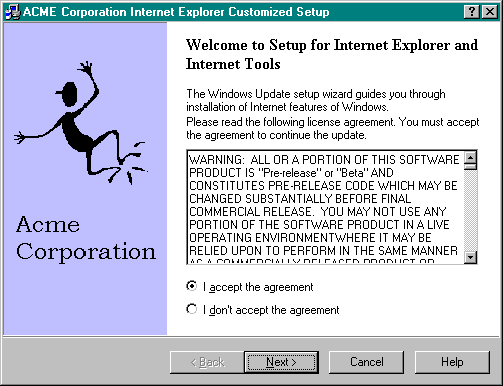 ACME Corporation Internet Explorer Customized Setup
Welcome to Setup for Internet Explorer and
Internet Tools
The Windows Update setup wizard guides you through
installation of Internet features of Windows.
Please read the following license agreement. You must accept
the agreement to continue the update.
WARNING:  ALL OR A PORTION OF THIS SOFTWARE
PRODUCT IS "Pre-release" or "Beta" AND
CONSTITUTES PRE-RELEASE CODE WHICH MAY BE
CHANGED SUBSTANTIALLY BEFORE FINAL
COMMERCIAL RELEASE.  YOU MAY NOT USE ANY
PORTION OF THE SOFTWARE PRODUCT IN A LIVE
OPERATING ENVIRONMENTWHERE IT MAY BE
RELIED UPON TO PERFORM IN THE SAME MANNER
AS A COMMERCIALLY RELEASED PRODUCT OR
Acme
Corporation
I accept the agreement
I don't accept the agreement
< Back
Next >
Cancel
Help